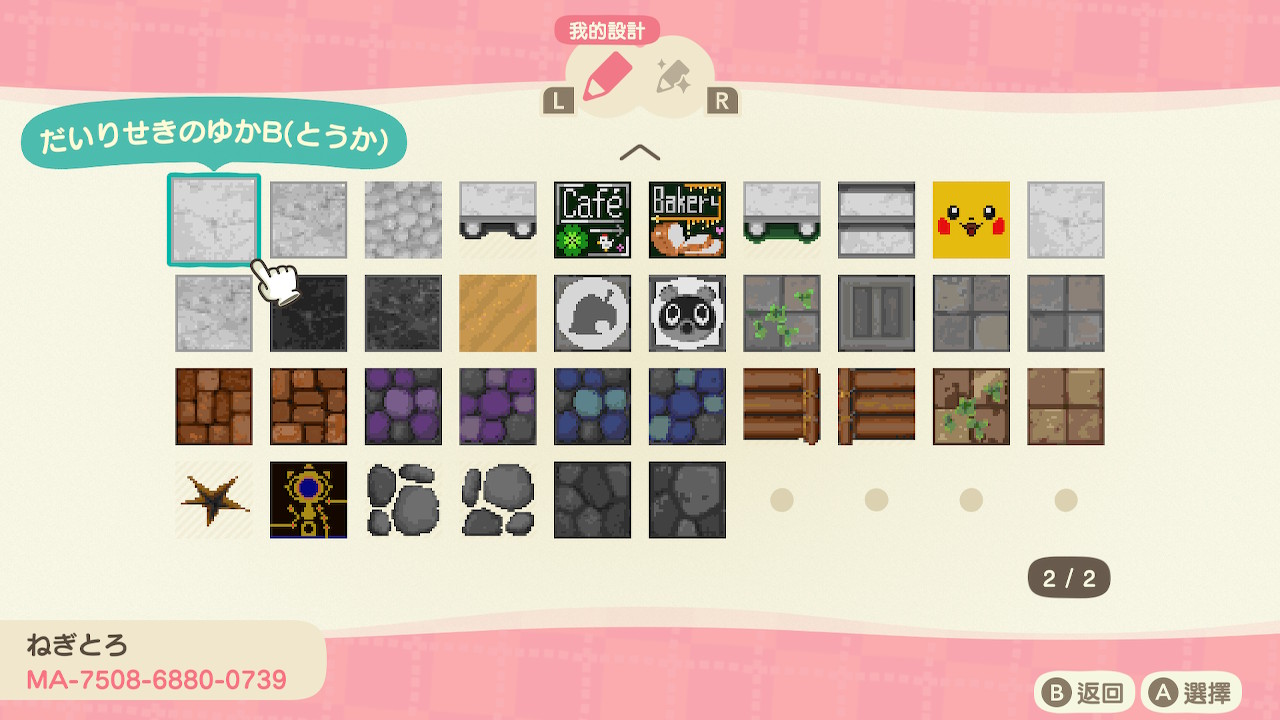 我的設計
L
R
だいりせきのゆかB(とうか)
Café
Bakery
2 / 2
ねぎとろ
MA-7508-6880-0739
B 返回
A 選擇